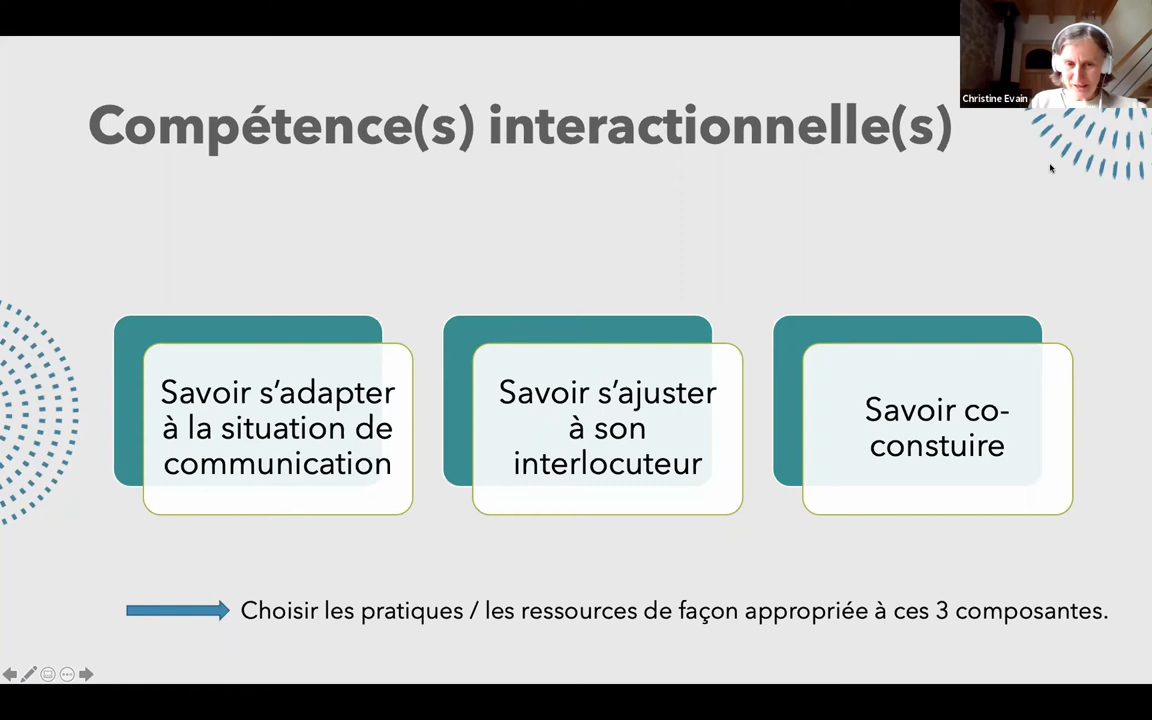 Christine Evain
Compétence(s) interactionnelle(s)
Savoir s’adapter
à la situation de
communication
Savoir s’ajuster
à son
interlocuteur
Savoir co-
constuire
Choisir les pratiques / les ressources de façon appropriée à ces 3 composantes.